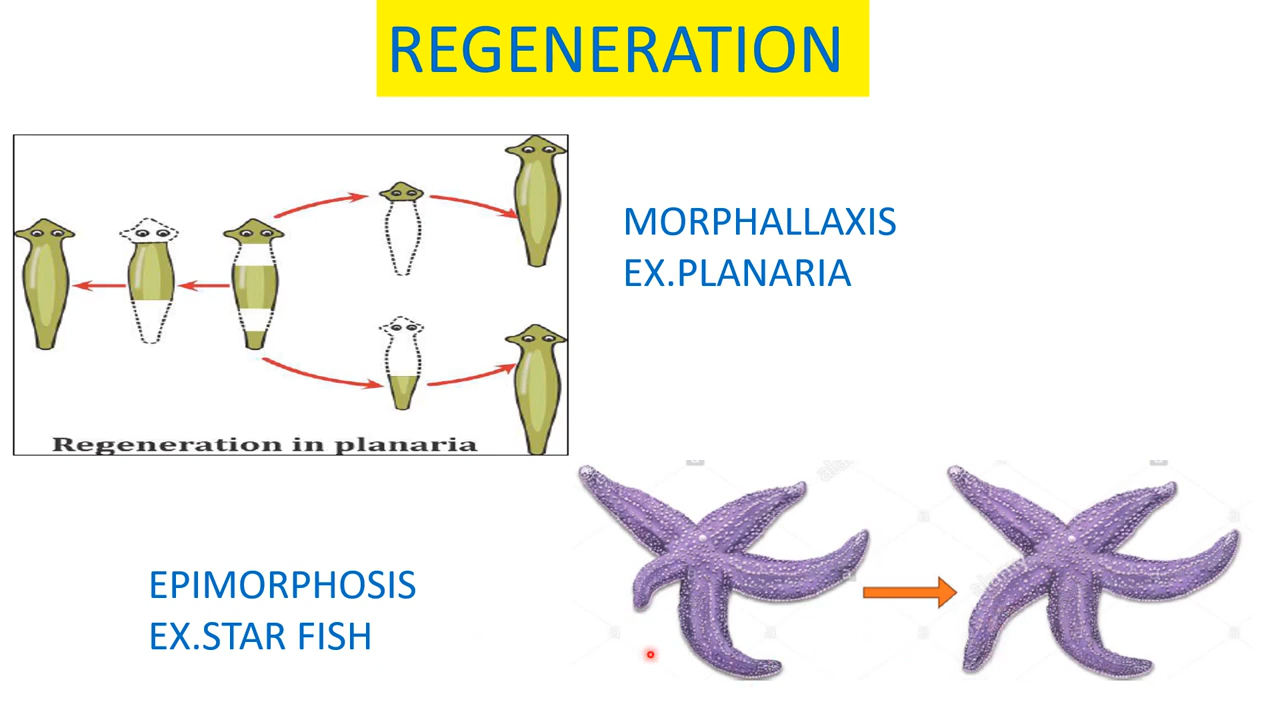 REGENERATION
MORPHALLAXIS
EX.PLANARIA
Regeneration in planaria
EPIMORPHOSIS
EX.STAR FISH